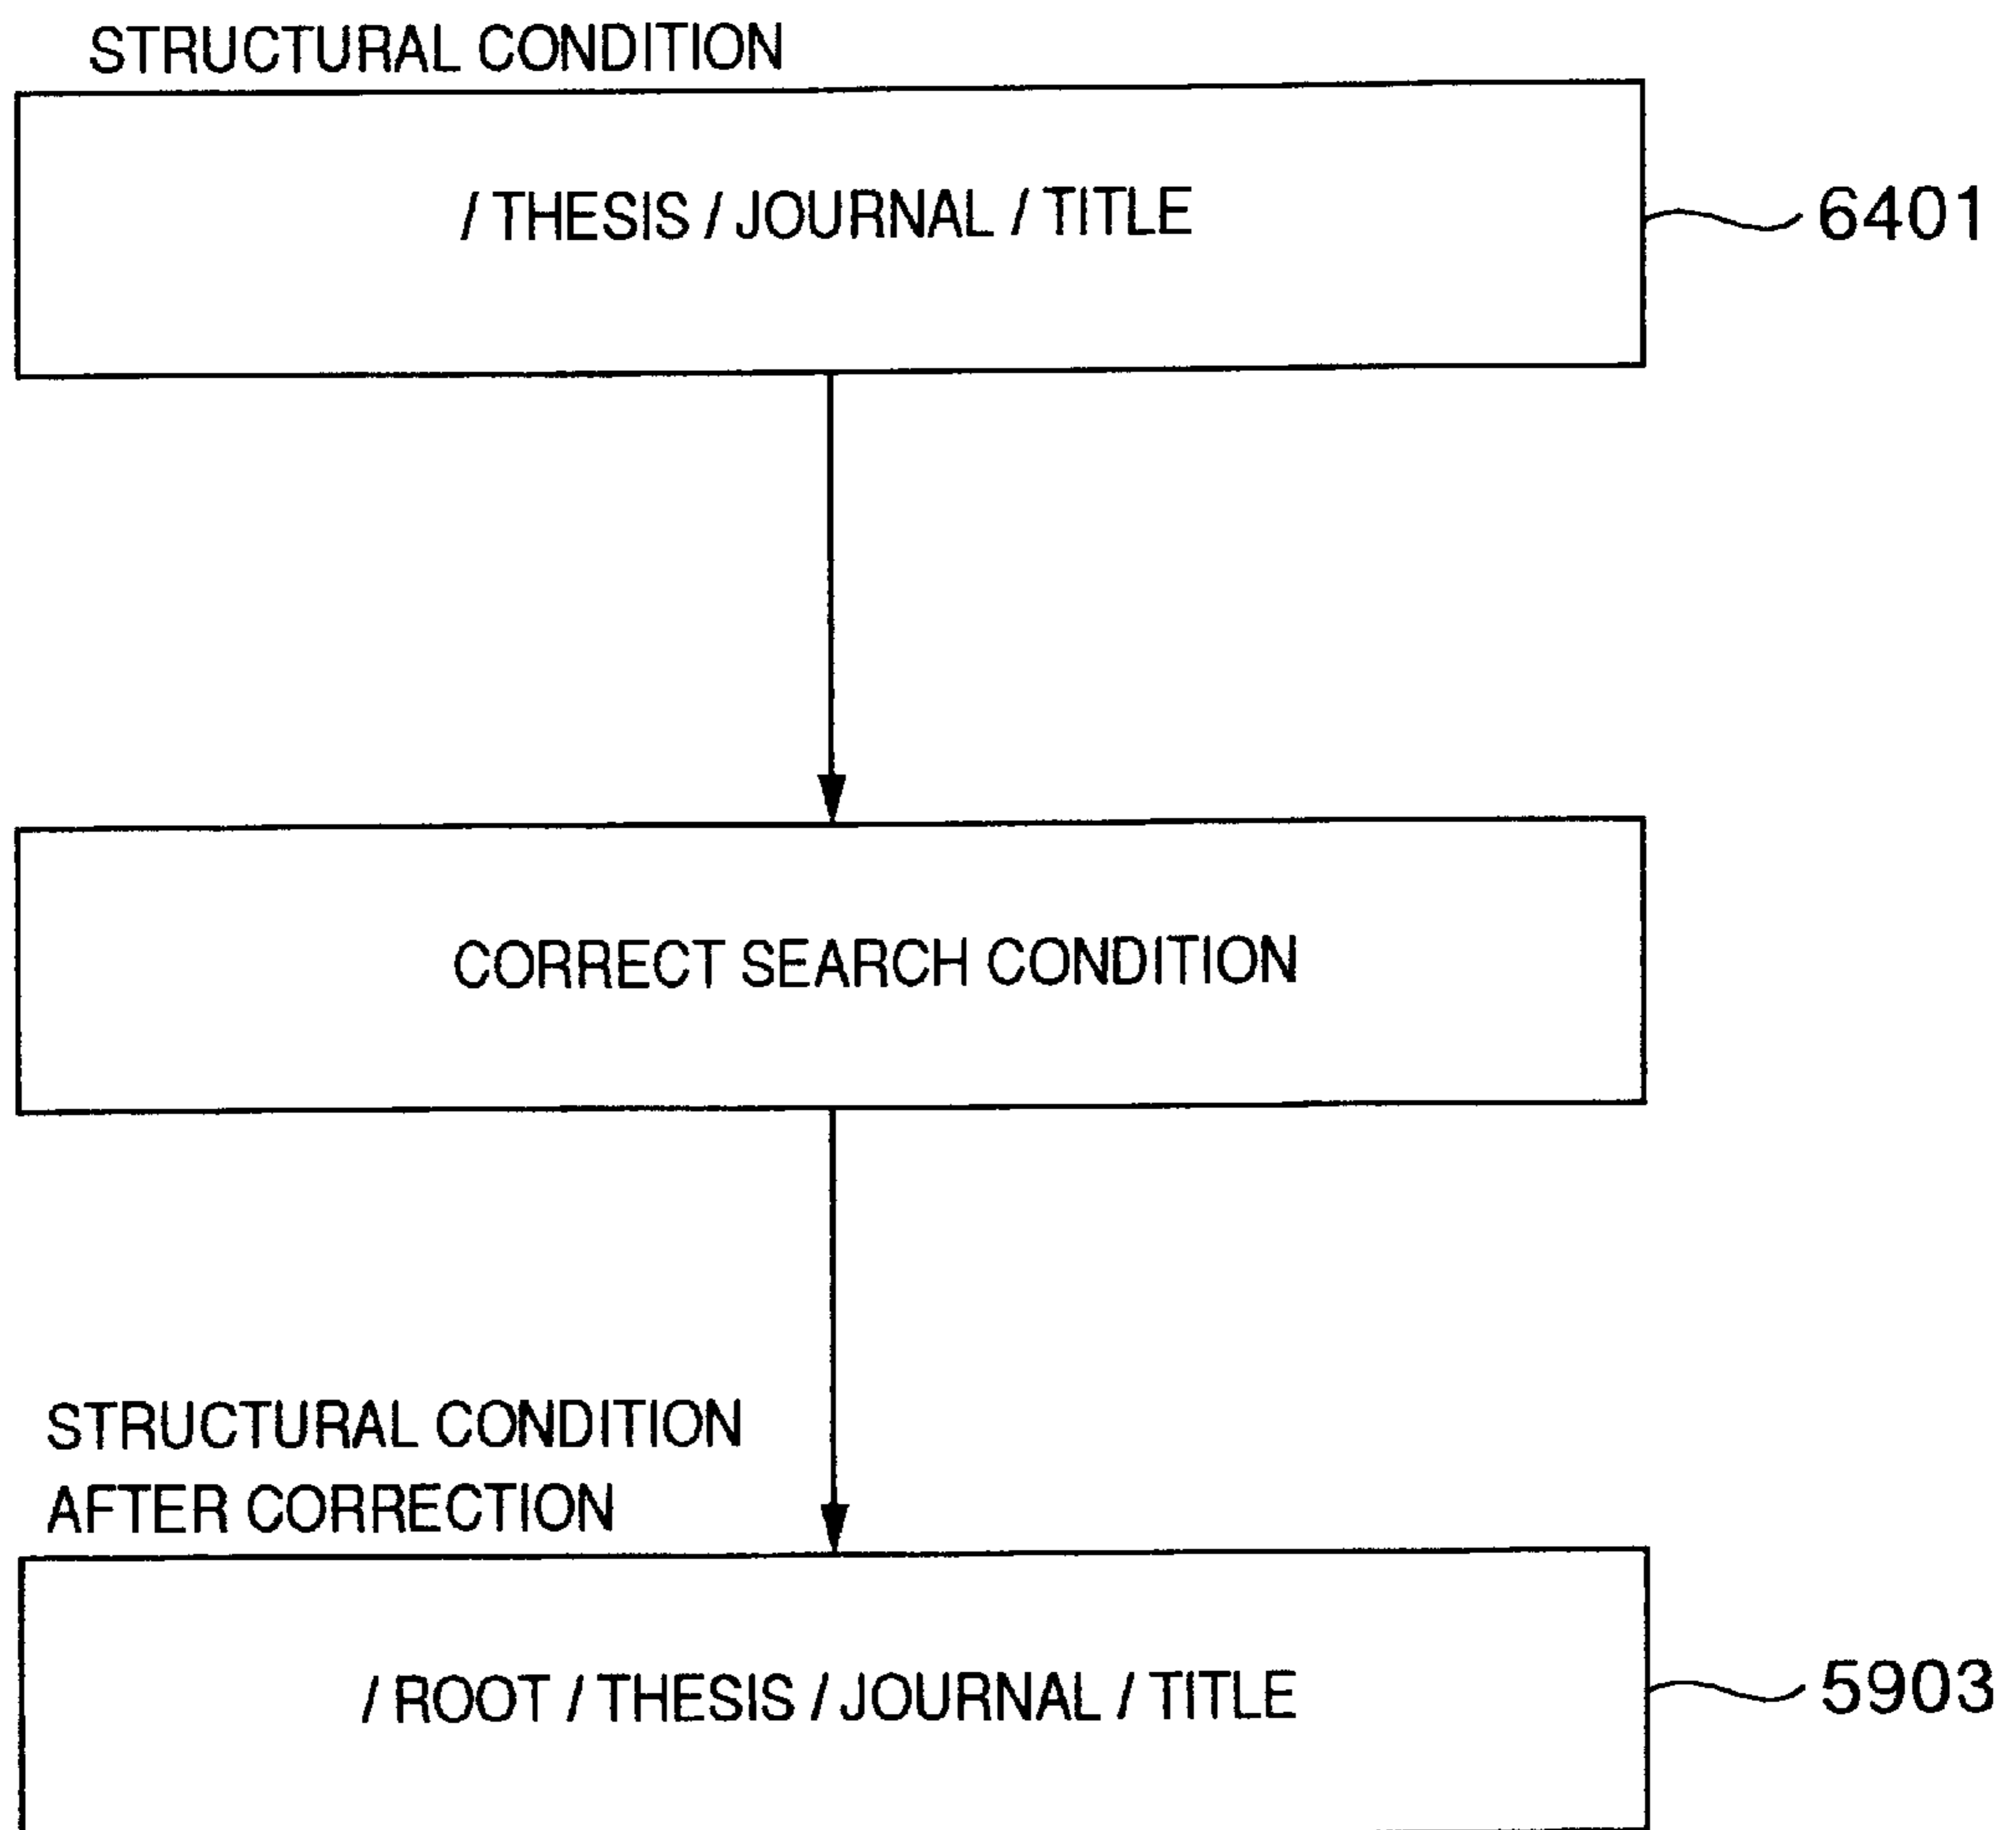 STRUCTURAL CONDITION
/ THESIS / JOURNAL / TITLE
6401
CORRECT SEARCH CONDITION
STRUCTURAL CONDITION
AFTER CORRECTION
/ ROOT / THESIS / JOURNAL / TITLE
5903